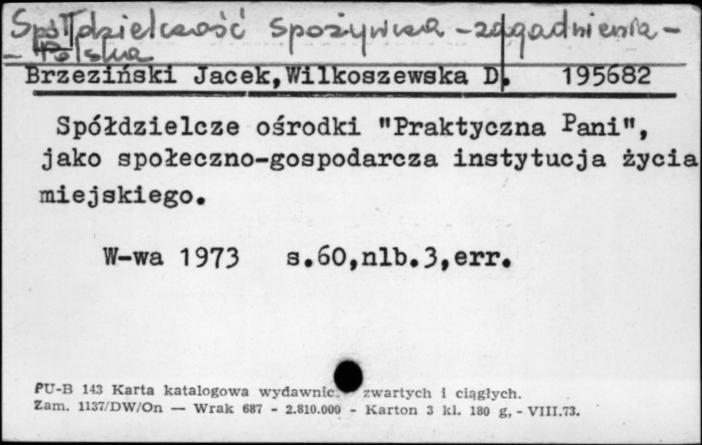 Spółdzielczość spożywcza - zagadnienia -
- Polska
Brzeziński Jacek,Wilkoszewska D. 195682
Spółdzielcze ośrodki "Praktyczna Pani",
jako społeczno-gospodarcza instytucja życia
miejskiego.
W-wa 1973 s.60,nlb.3,err.
PU-B 143 Karta katalogowa wydawnic. zwartych i ciągłych.
Zam. 1137/DW/On — Wrak 687 - 2.810.000 - Karton 3 kl. 180 g, - VIII.73.